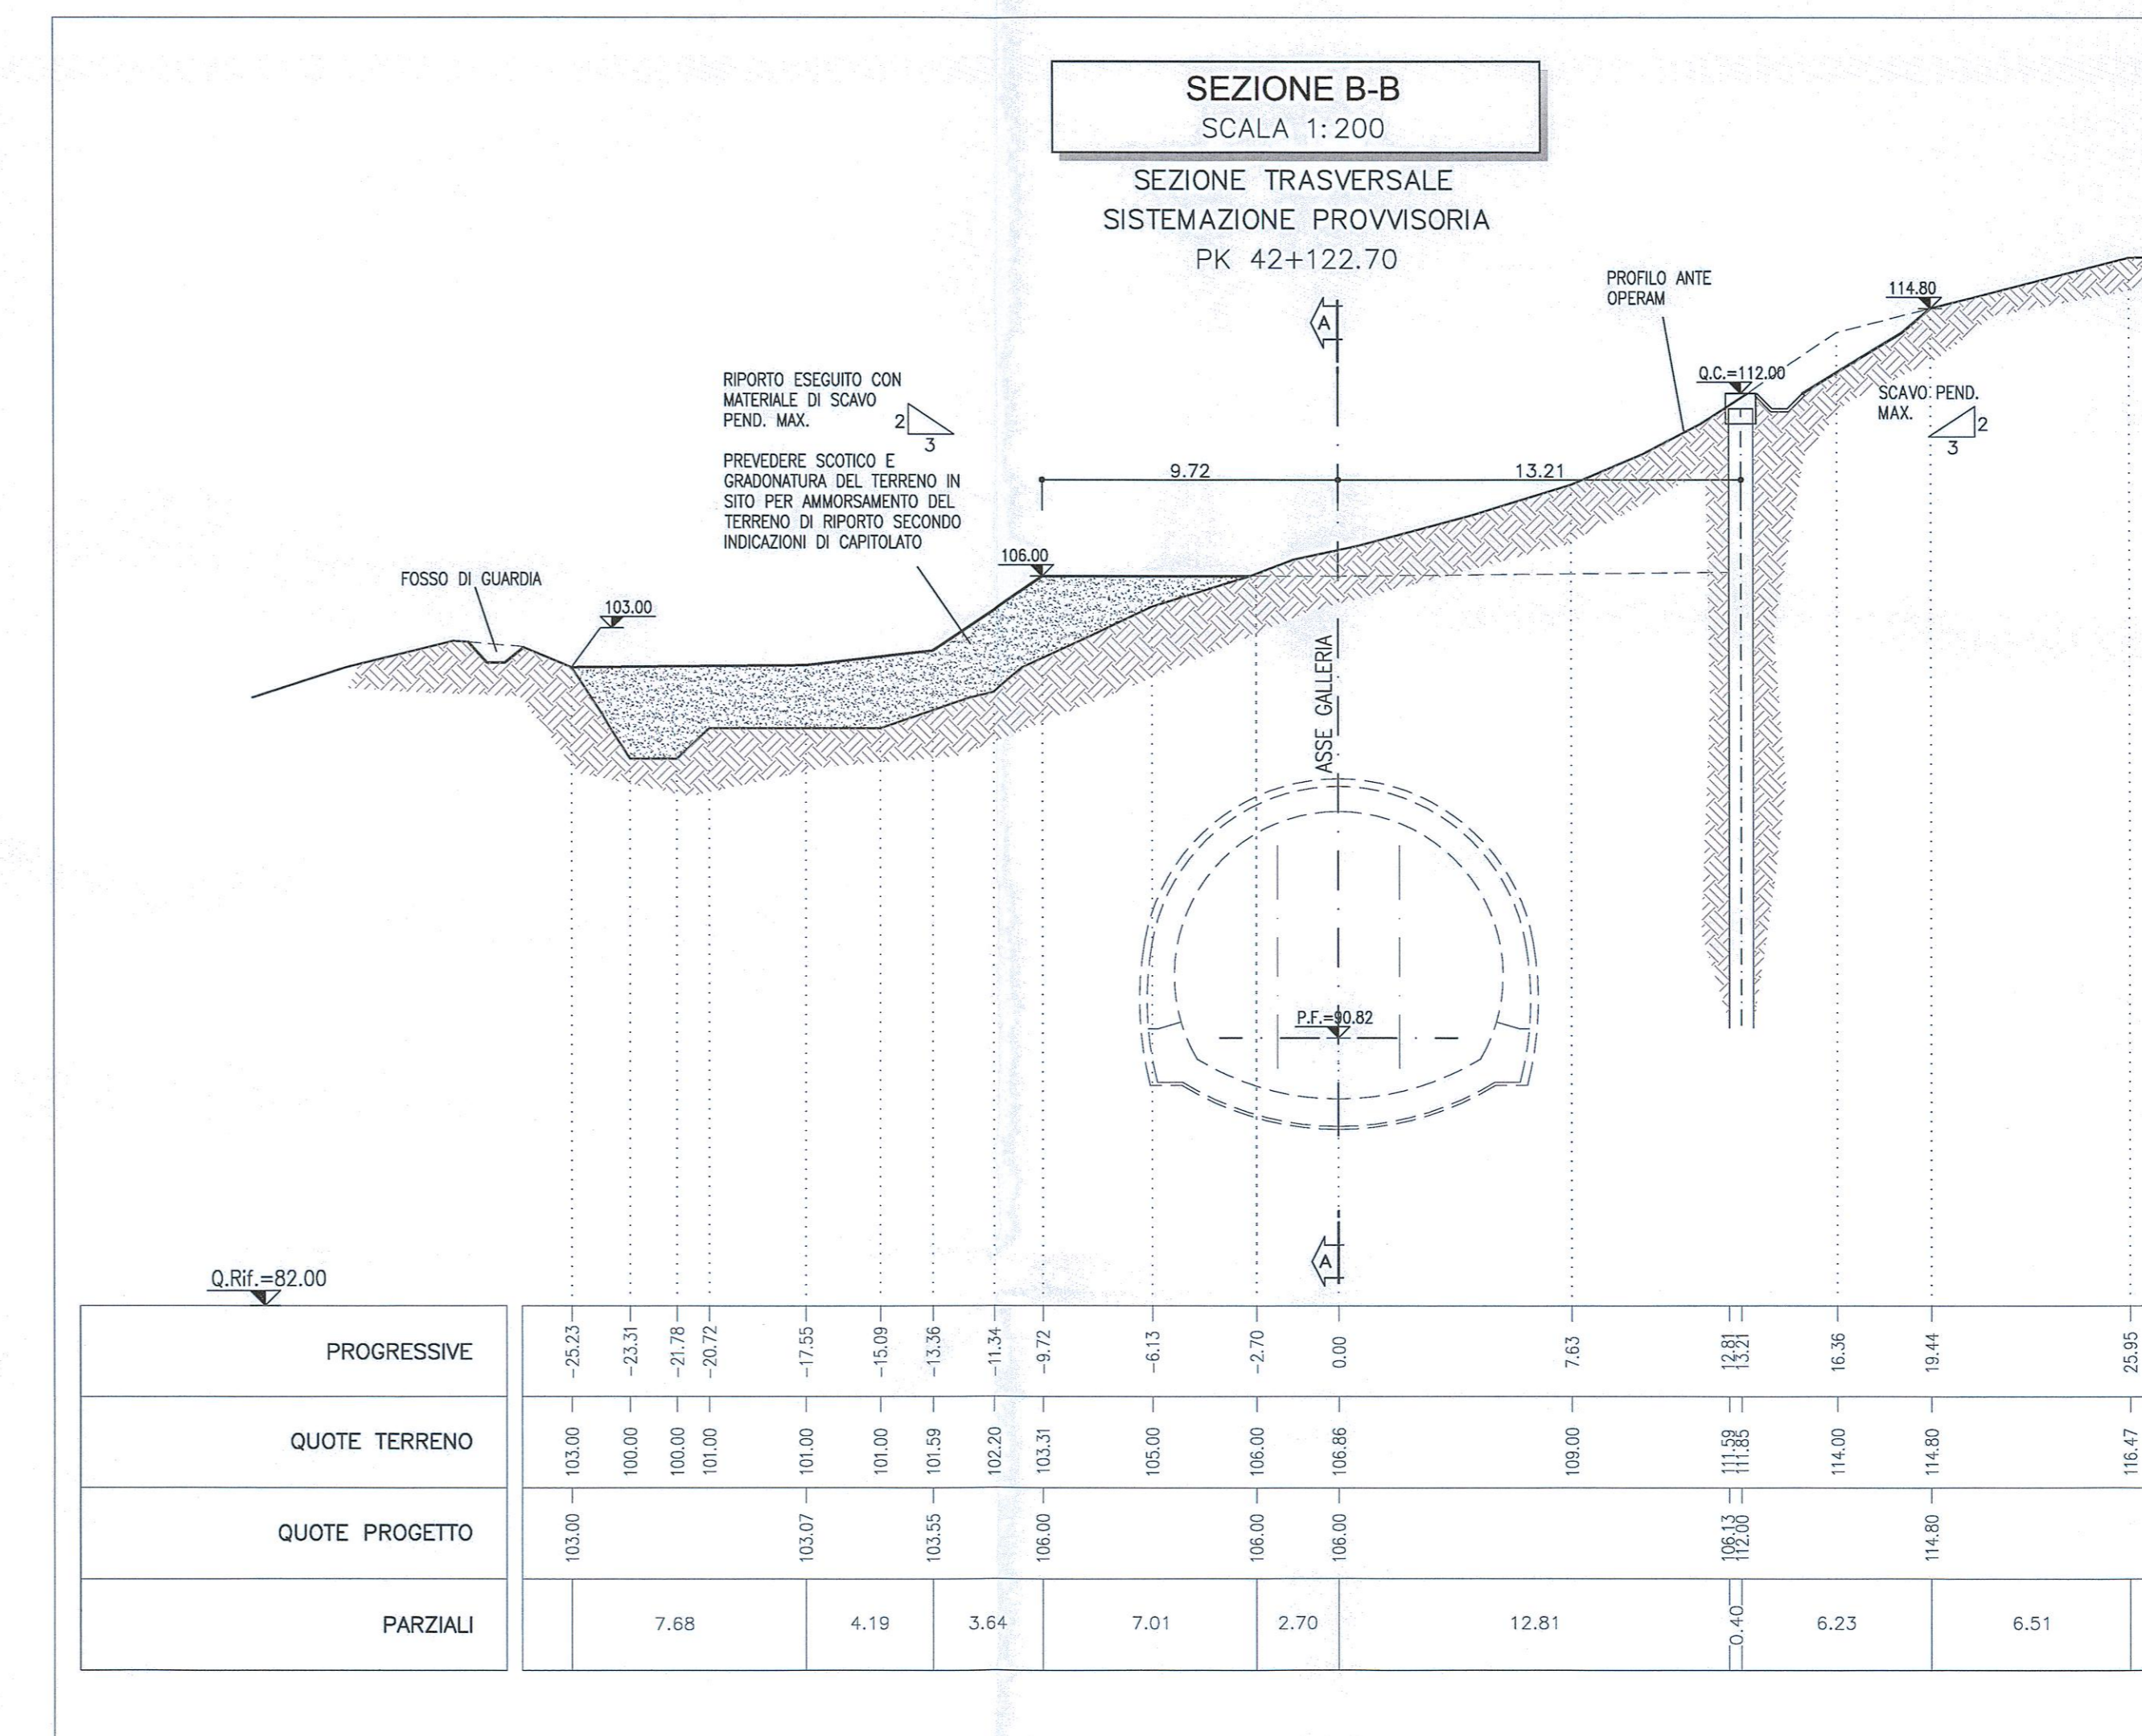 SEZIONE B-B
SCALA 1:200
SEZIONE TRASVERSALE
SISTEMAZIONE PROVVISORIA
PK 42+122.70
PROFILO ANTE
OPERAM
114.80
A
Q.C.=112.00
RIPORTO ESEGUITO CON
MATERIALE DI SCAVO
PEND. MAX.
2
3
SCAVO PEND.
MAX.
2
3
PREVEDERE SCOTICO E
GRADONATURA DEL TERRENO IN
SITO PER AMMORSAMENTO DEL
TERRENO DI RIPORTO SECONDO
INDICAZIONI DI CAPITOLATO
9.72
13.21
106.00
FOSSO DI GUARDIA
103.00
ASSE GALLERIA
P.F.=90.82
A
Q.Rif.=82.00
PROGRESSIVE
-25.23
-23.31
-21.78
-20.72
-17.55
-15.09
-13.36
-11.34
-9.72
-6.13
-2.70
0.00
7.63
12.81
13.21
16.36
19.44
25.95
QUOTE TERRENO
103.00
100.00
100.00
101.00
101.00
101.00
101.59
102.20
103.31
105.00
106.00
106.86
109.00
111.59
111.85
114.00
114.80
116.47
QUOTE PROGETTO
103.00
103.07
103.55
106.00
106.00
106.00
106.13
112.00
114.80
PARZIALI
7.68
4.19
3.64
7.01
2.70
12.81
0.40
6.23
6.51